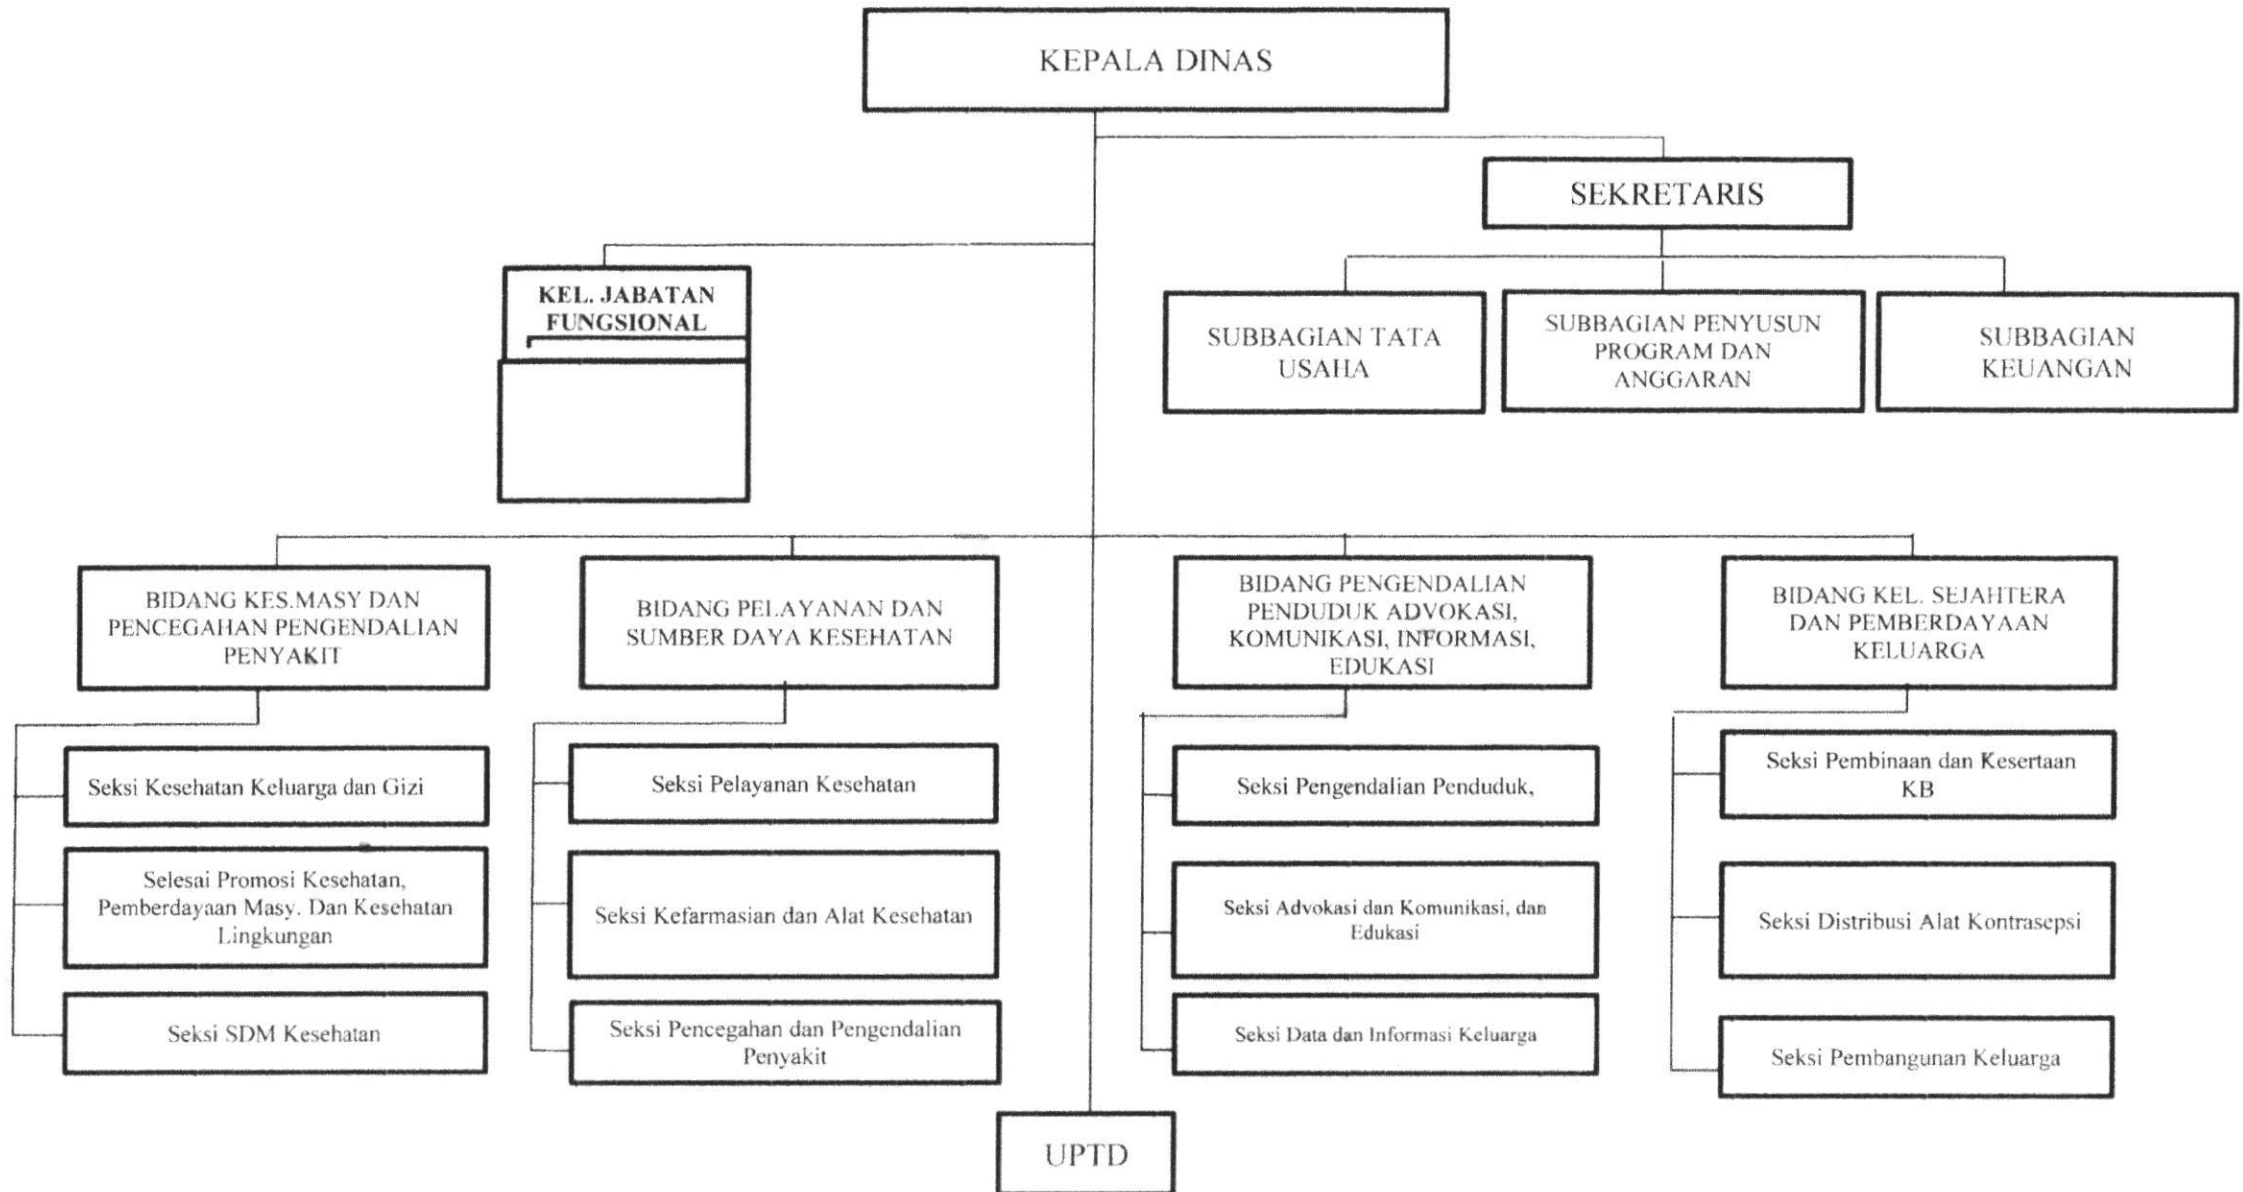 KEPALA DINAS
SEKRETARIS
KEL. JABATAN
FUNGSIONAL
SUBBAGIAN TATA
USAHA
SUBBAGIAN PENYUSUN
PROGRAM DAN
ANGGARAN
SUBBAGIAN
KEUANGAN
BIDANG KES.MASY DAN
PENCEGAHAN PENGENDALIAN
PENYAKIT
BIDANG PELAYANAN DAN
SUMBER DAYA KESEHATAN
BIDANG PENGENDALIAN
PENDUDUK ADVOKASI,
KOMUNIKASI, INFORMASI,
EDUKASI
BIDANG KEL. SEJAHTERA
DAN PEMBERDAYAAN
KELUARGA
Seksi Kesehatan Keluarga dan Gizi
Selesai Promosi Kesehatan,
Pemberdayaan Masy. Dan Kesehatan
Lingkungan
Seksi SDM Kesehatan
Seksi Pelayanan Kesehatan
Seksi Kefarmasian dan Alat Kesehatan
Seksi Pencegahan dan Pengendalian
Penyakit
Seksi Pengendalian Penduduk,
Seksi Advokasi dan Komunikasi, dan
Edukasi
Seksi Data dan Informasi Keluarga
Seksi Pembinaan dan Kesertaan
KB
Seksi Distribusi Alat Kontrasepsi
Seksi Pembangunan Keluarga
UPTD